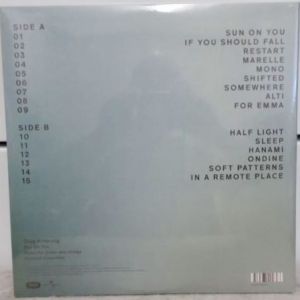 SIDE A
01 SUN ON YOU
02 IF YOU SHOULD FALL
03 RESTART
04 MARELLE
05 MONO
06 SHIFTED
07 SOMEWHERE
08 ALTI
09 FOR EMMA
SIDE B
10 HALF LIGHT
11 SLEEP
12 HANAMI
13 ONDINE
14 SOFT PATTERNS
15 IN A REMOTE PLACE